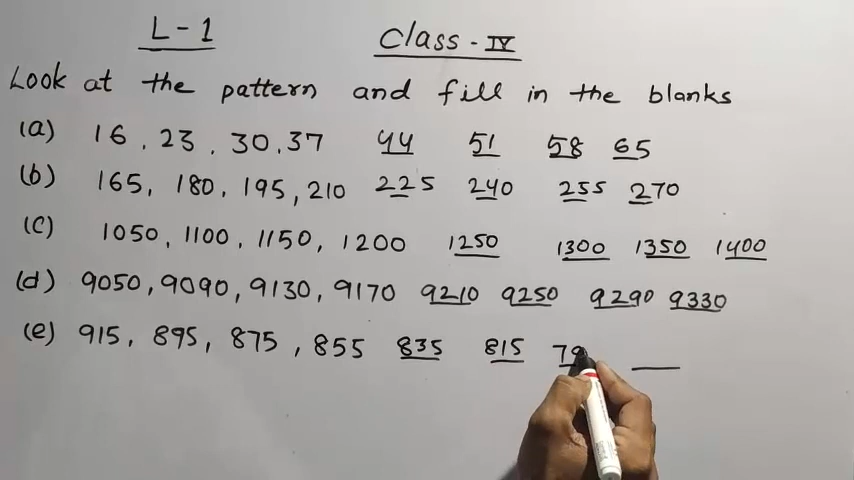 L - 1 Class - IV
Look at the pattern and fill in the blanks
(a) 16, 23, 30, 37 44 51 58 65
(b) 165, 180, 195, 210 225 240 255 270
(c) 1050, 1100, 1150, 1200 1250 1300 1350 1400
(d) 9050, 9090, 9130, 9170 9210 9250 9290 9330
(e) 915, 895, 875, 855 835 815 79